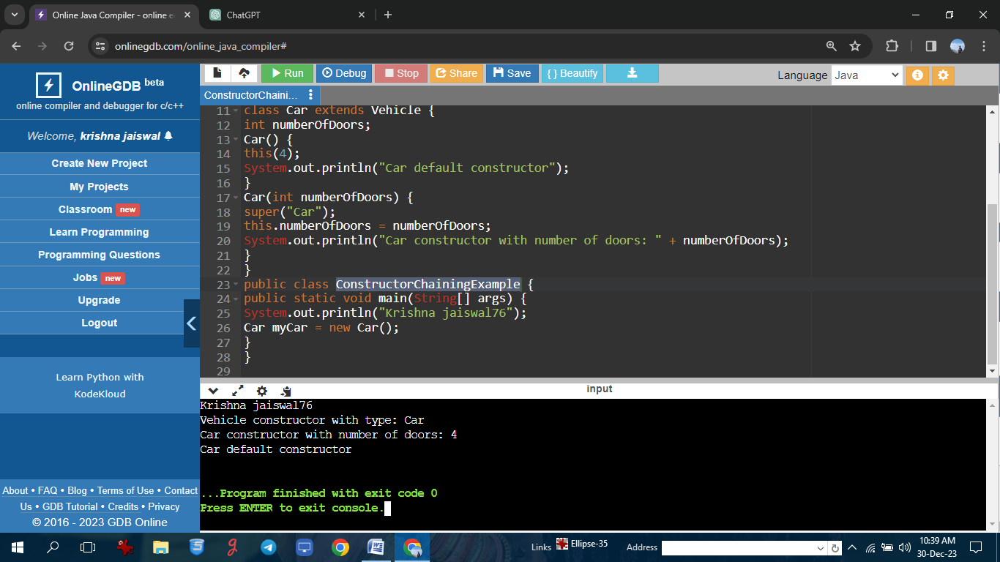 Online Java Compiler - online e
ChatGPT
onlinegdb.com/online_java_compiler#
OnlineGDB beta
online compiler and debugger for c/c++
Welcome, krishna jaiswal
Create New Project
My Projects
Classroom new
Learn Programming
Programming Questions
Jobs new
Upgrade
Logout
Learn Python with
KodeKloud
About • FAQ • Blog • Terms of Use • Contact
Us • GDB Tutorial • Credits • Privacy
© 2016 - 2023 GDB Online
Run Debug Stop Share Save { } Beautify
Language Java
ConstructorChaini...
11 class Car extends Vehicle {
12 int numberOfDoors;
13 Car() {
14 this(4);
15 System.out.println("Car default constructor");
16 }
17 Car(int numberOfDoors) {
18 super("Car");
19 this.numberOfDoors = numberOfDoors;
20 System.out.println("Car constructor with number of doors: " + numberOfDoors);
21 }
22 }
23 public class ConstructorChainingExample {
24 public static void main(String[] args) {
25 System.out.println("Krishna jaiswal76");
26 Car myCar = new Car();
27 }
28 }
29
input
Krishna jaiswal76
Vehicle constructor with type: Car
Car constructor with number of doors: 4
Car default constructor
...Program finished with exit code 0
Press ENTER to exit console.
Links Ellipse-35 Address
10:39 AM
30-Dec-23